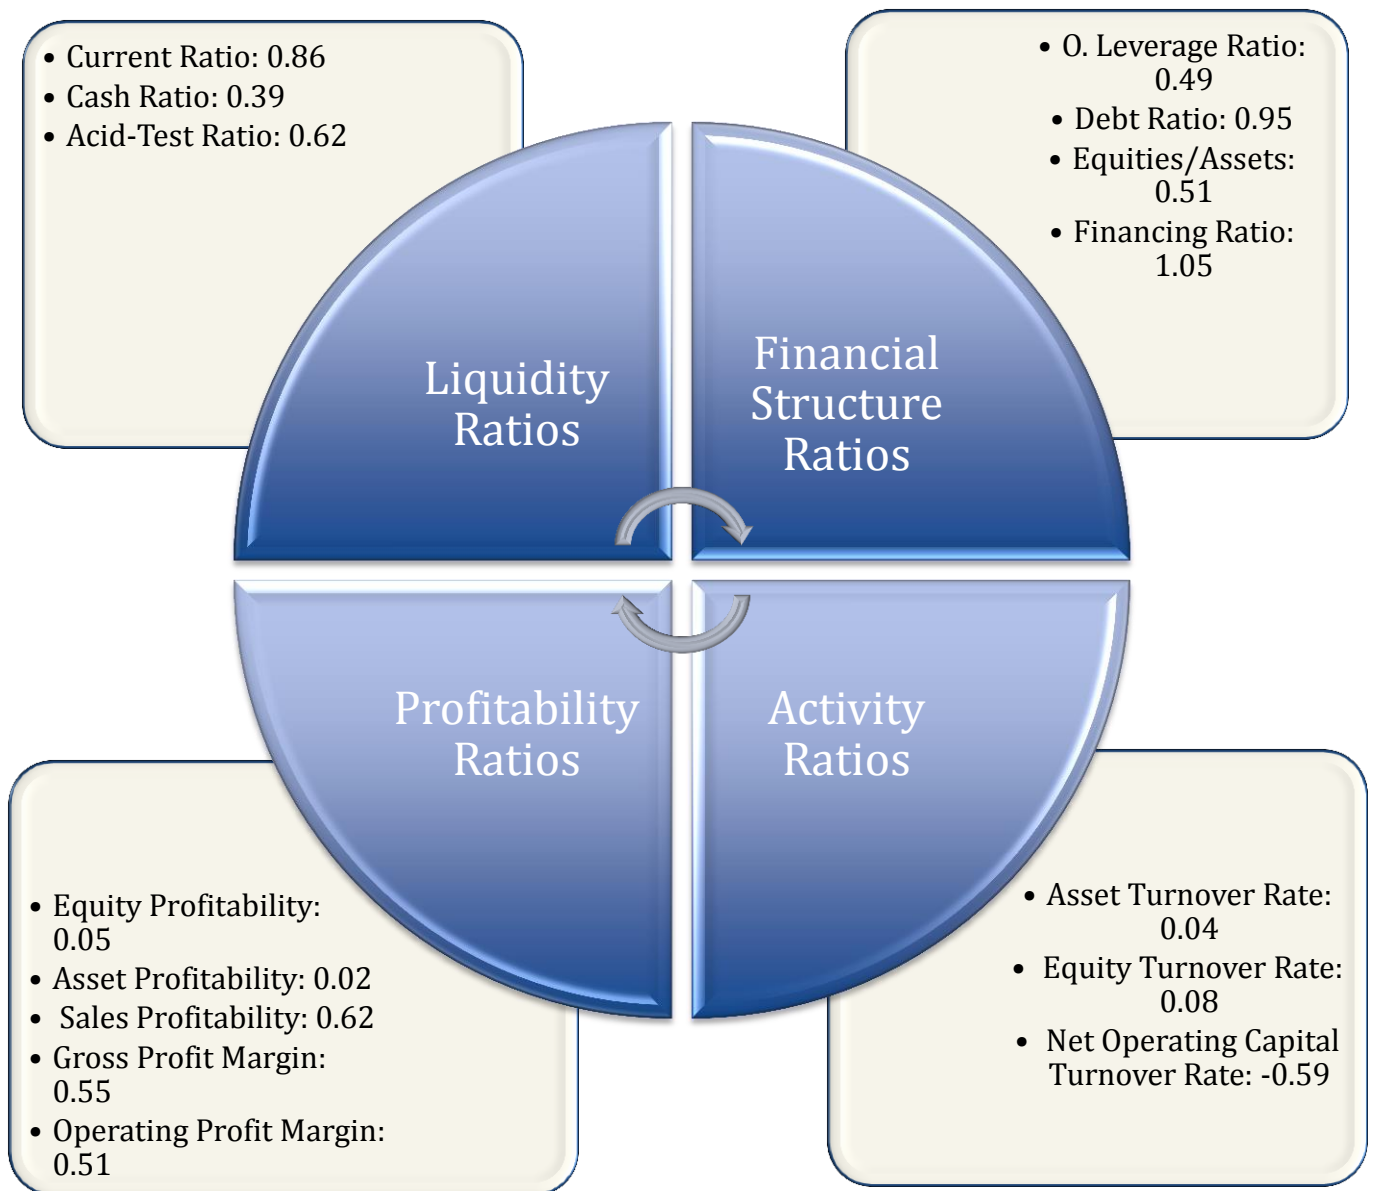 • Current Ratio: 0.86
• Cash Ratio: 0.39
• Acid-Test Ratio: 0.62
• O. Leverage Ratio:
0.49
• Debt Ratio: 0.95
• Equities/Assets:
0.51
• Financing Ratio:
1.05
Liquidity
Ratios
Financial
Structure
Ratios
Profitability
Ratios
Activity
Ratios
• Equity Profitability:
0.05
• Asset Profitability: 0.02
• Sales Profitability: 0.62
• Gross Profit Margin:
0.55
• Operating Profit Margin:
0.51
• Asset Turnover Rate:
0.04
• Equity Turnover Rate:
0.08
• Net Operating Capital
Turnover Rate: -0.59